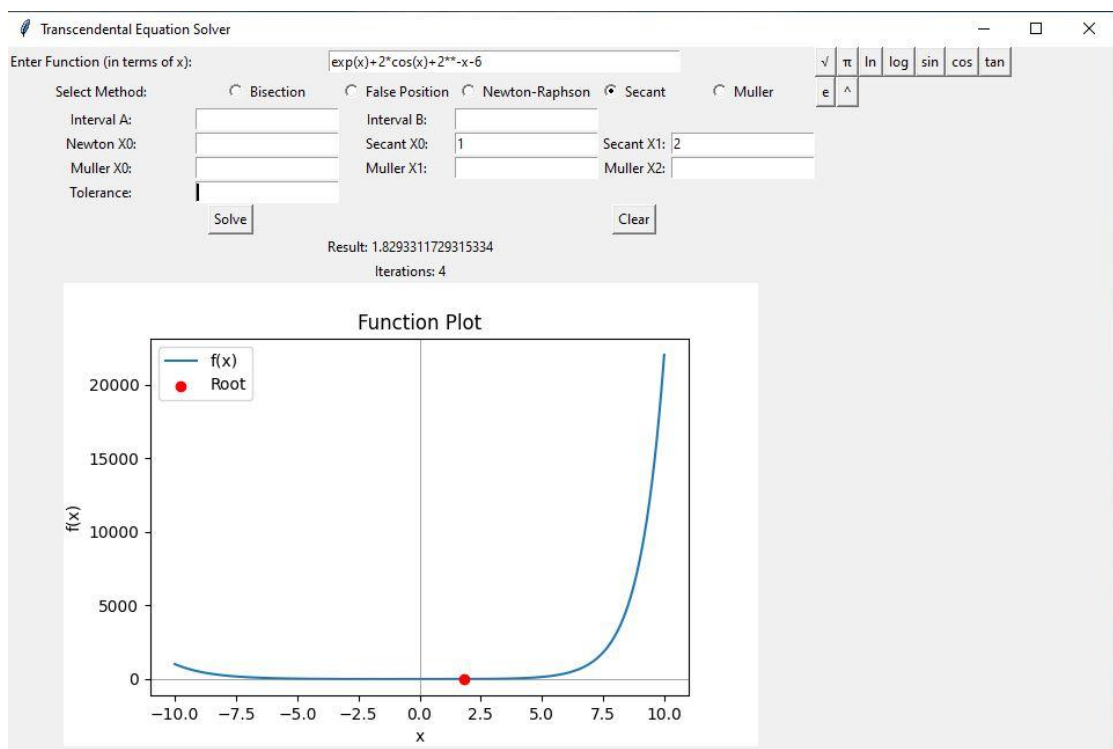 Transcendental Equation Solver
Enter Function (in terms of x): exp(x)+2*cos(x)+2**-x-6 √ π ln log sin cos tan
Select Method: Bisection False Position Newton-Raphson Secant Muller e ^
Interval A: Interval B:
Newton X0: Secant X0: 1 Secant X1: 2
Muller X0: Muller X1: Muller X2:
Tolerance:
Solve Clear
Result: 1.8293311729315334
Iterations: 4
Function Plot
f(x)
Root
20000
15000
10000
5000
0
f(x)
−10.0 −7.5 −5.0 −2.5 0.0 2.5 5.0 7.5 10.0
x